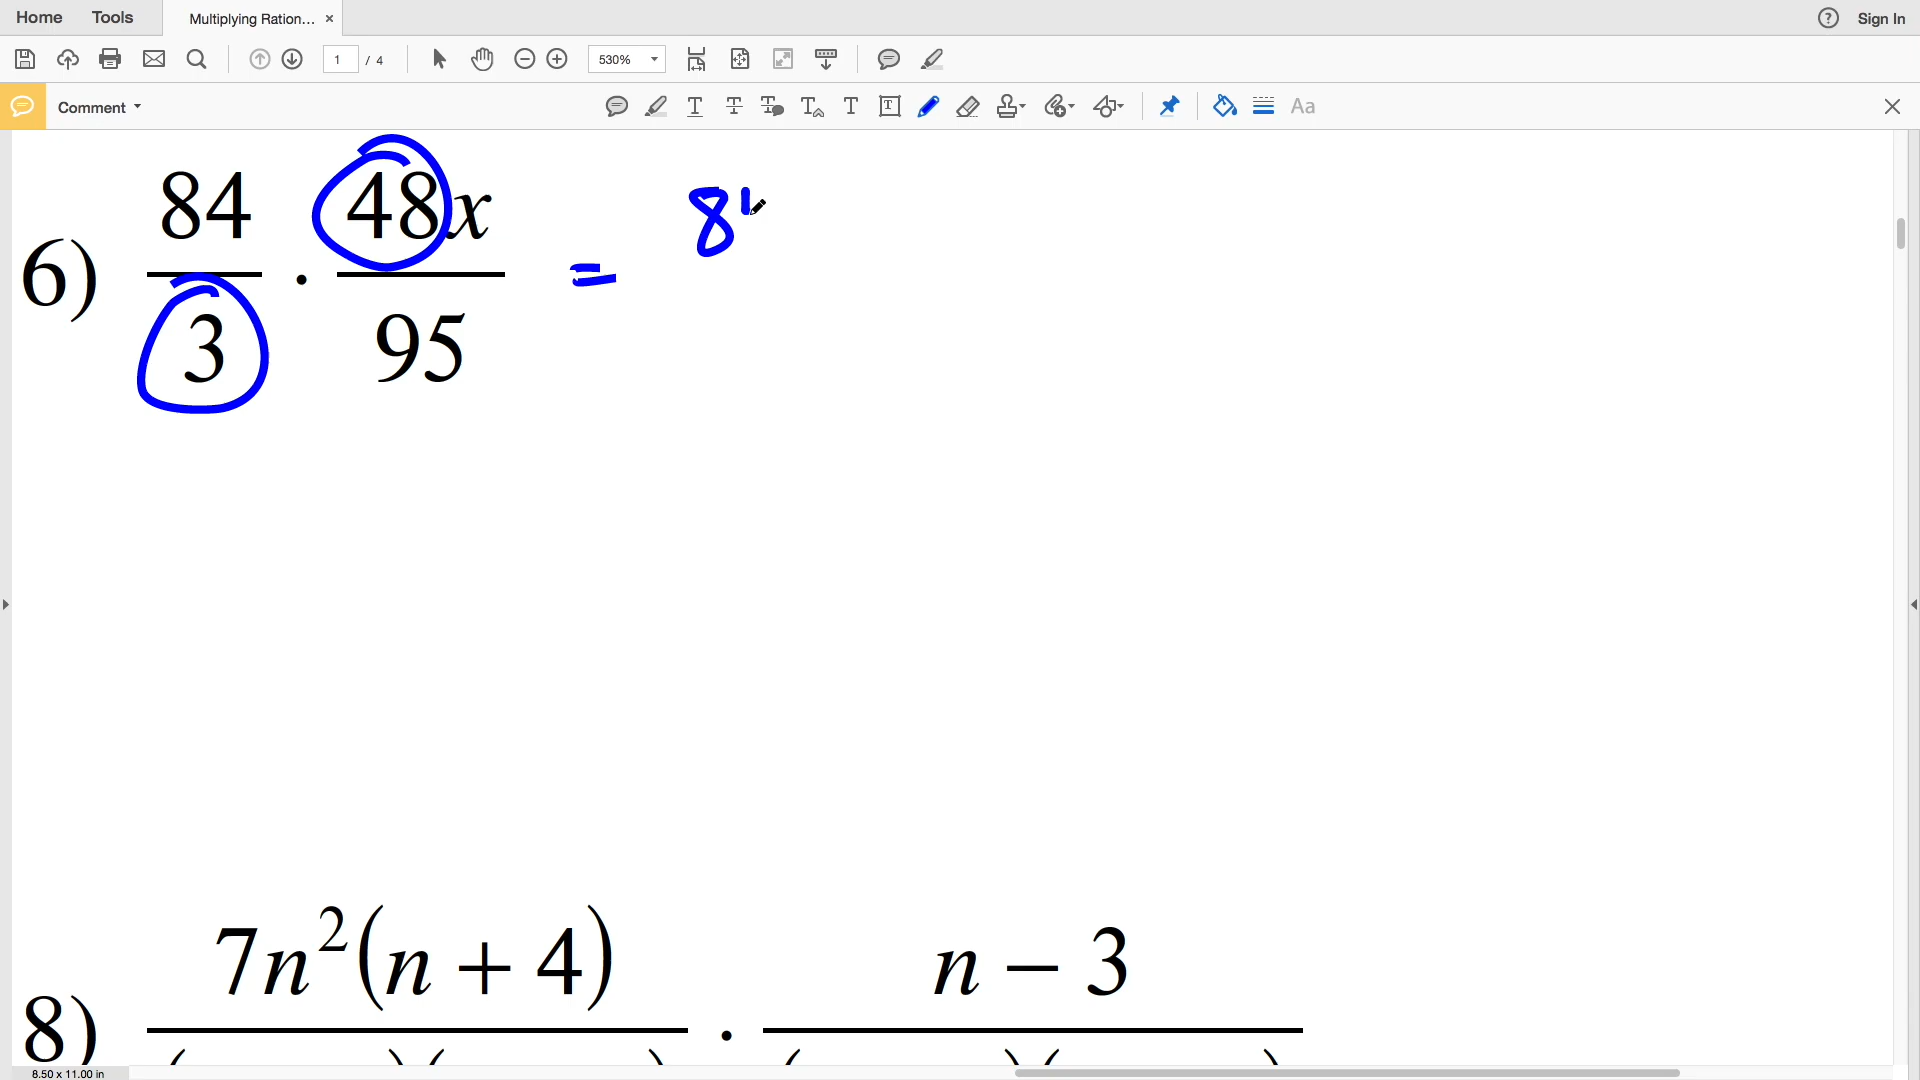 Home Tools Multiplying Ration... × ? Sign In
1 / 4 530%
Comment Aa
6) 84/3 · 48x/95 = 8
8) 7n²(n + 4) · n − 3
8.50 x 11.00 in